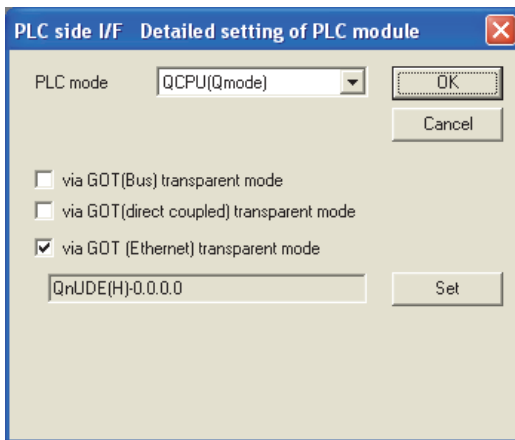 PLC side I/F Detailed setting of PLC module
PLC mode
QCPU(Qmode)
OK
Cancel
via GOT(Bus) transparent mode
via GOT(direct coupled) transparent mode
via GOT (Ethernet) transparent mode
QnUDE(H)-0.0.0.0
Set